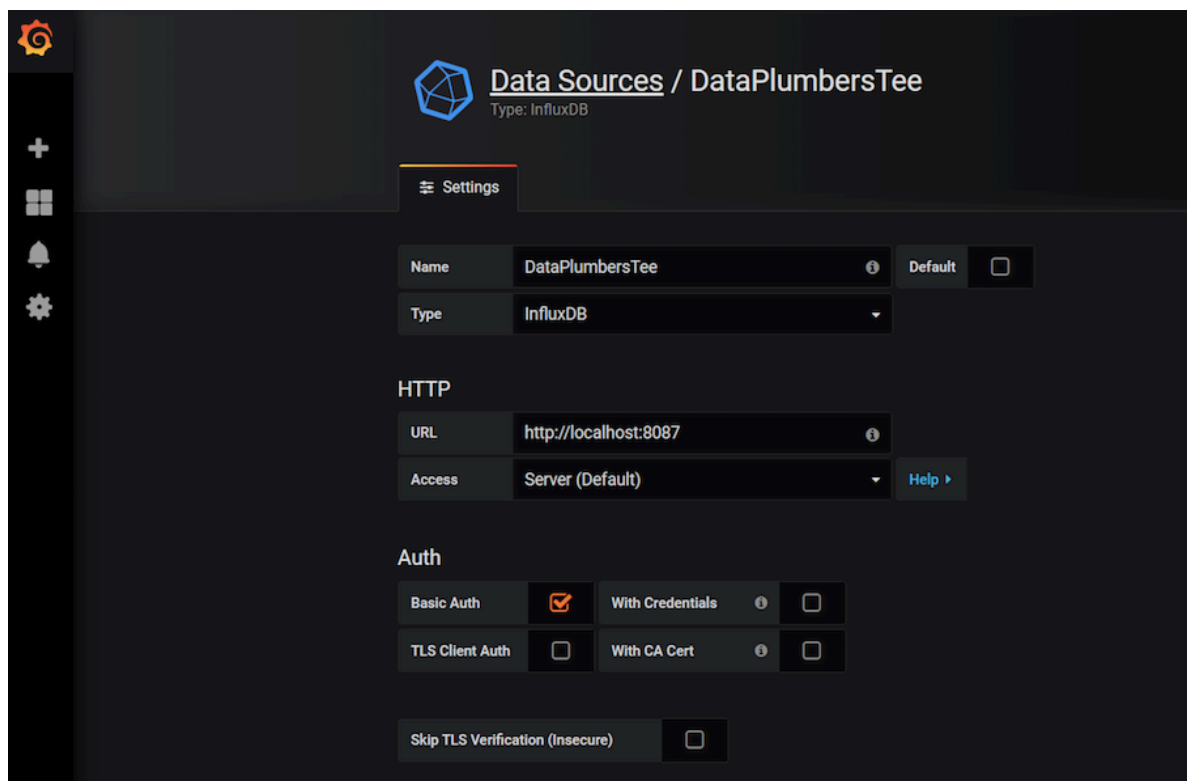 Data Sources / DataPlumbersTee
Type: InfluxDB
Settings
Name DataPlumbersTee Default
Type InfluxDB
HTTP
URL http://localhost:8087
Access Server (Default) Help
Auth
Basic Auth With Credentials
TLS Client Auth With CA Cert
Skip TLS Verification (Insecure)